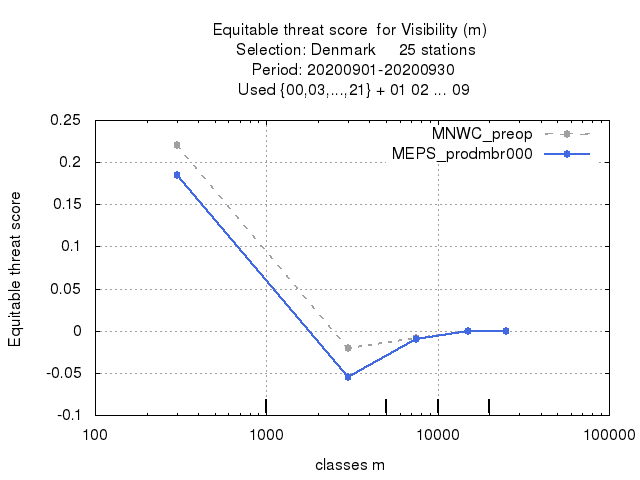 Equitable threat score  for Visibility (m)
Selection: Denmark     25 stations
Period: 20200901-20200930
Used {00,03,...,21} + 01 02 ... 09
MNWC_preop
MEPS_prodmbr000
Equitable threat score
0.25
0.2
0.15
0.1
0.05
0
-0.05
-0.1
100
1000
10000
100000
classes m